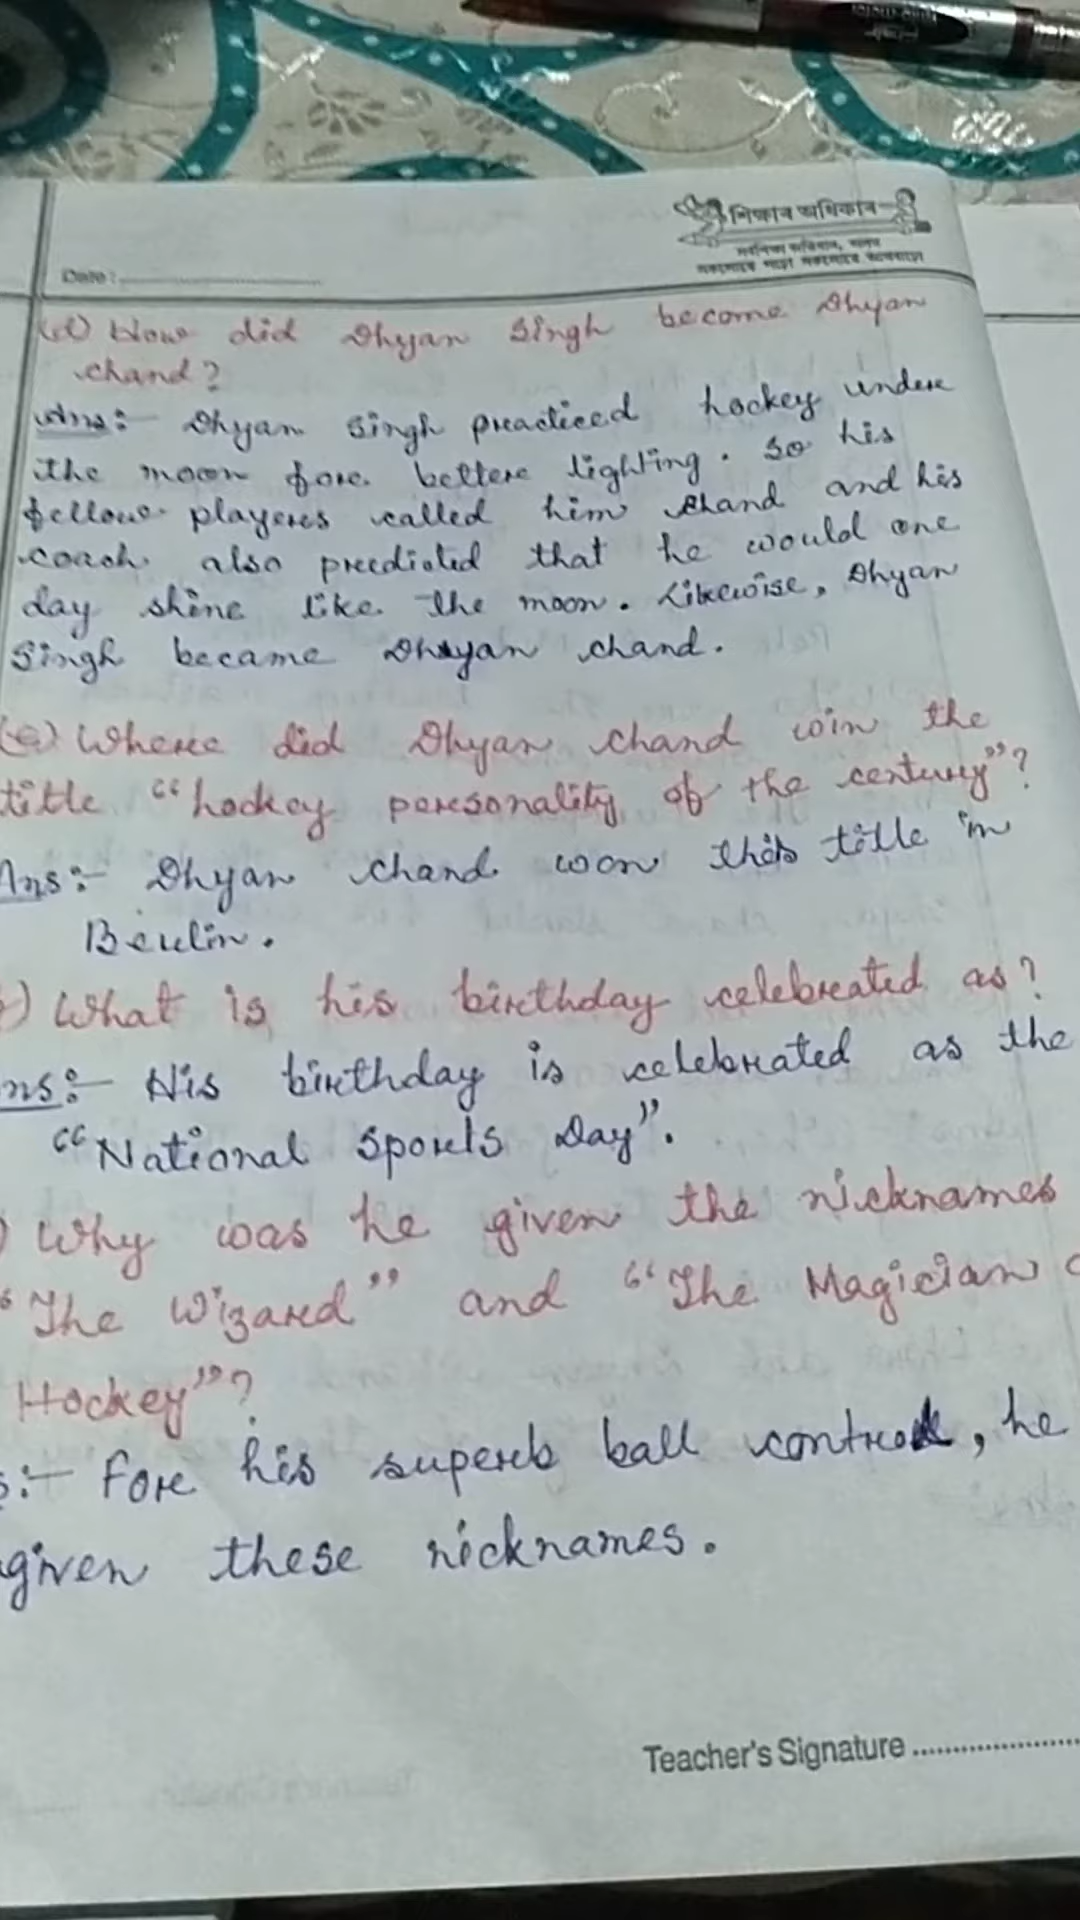 Date :
(d) How did Dhyan Singh become Dhyan
chand?
Ans:- Dhyan Singh practiced hockey under
the moon for better lighting. So his
fellow players called him chand and his
coach also predicted that he would one
day shine like the moon. Likewise, Dhyan
Singh became Dhyan chand.
(e) Where did Dhyan chand win the
title "hockey personality of the century"?
Ans:- Dhyan chand won this title in
Berlin.
) What is his birthday celebrated as?
ns:- His birthday is celebrated as the
"National Sports Day".
) Why was he given the nicknames
"The Wizard" and "The Magician
Hockey"?
s:- For his superb ball control, he
given these nicknames.
Teacher's Signature